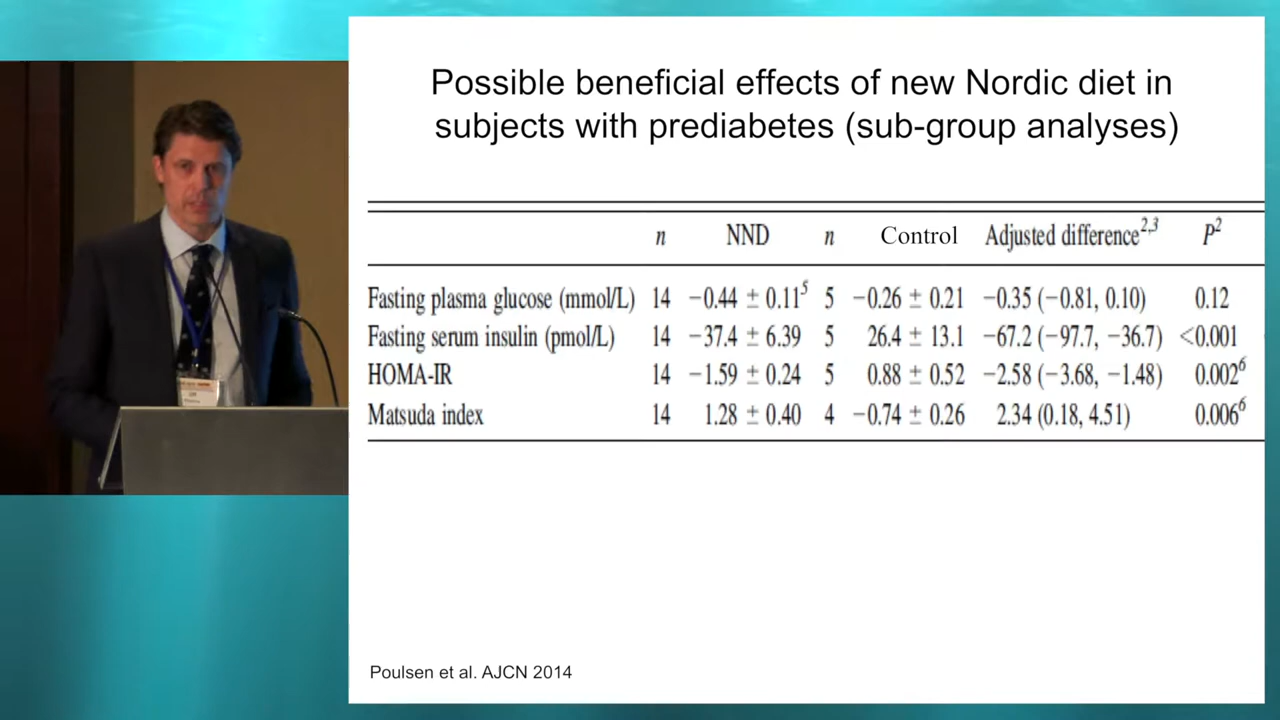 Possible beneficial effects of new Nordic diet in
subjects with prediabetes (sub-group analyses)
n NND n Control Adjusted difference2,3 P2
Fasting plasma glucose (mmol/L) 14 −0.44 ± 0.115 5 −0.26 ± 0.21 −0.35 (−0.81, 0.10) 0.12
Fasting serum insulin (pmol/L) 14 −37.4 ± 6.39 5 26.4 ± 13.1 −67.2 (−97.7, −36.7) <0.001
HOMA-IR 14 −1.59 ± 0.24 5 0.88 ± 0.52 −2.58 (−3.68, −1.48) 0.0026
Matsuda index 14 1.28 ± 0.40 4 −0.74 ± 0.26 2.34 (0.18, 4.51) 0.0066
Poulsen et al. AJCN 2014